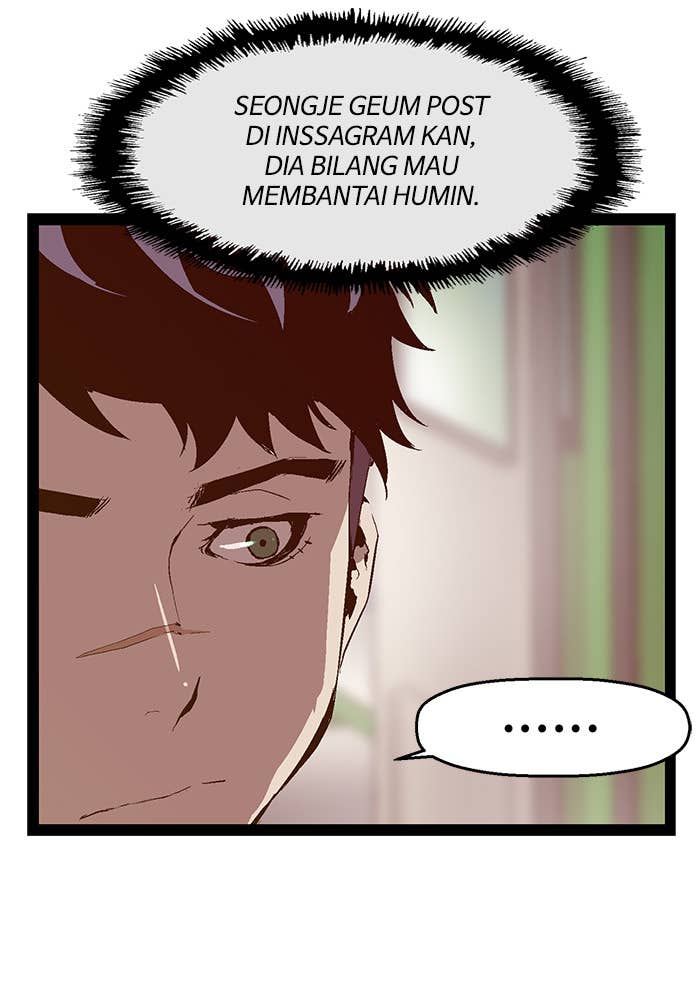 SEONGJE GEUM POST
DI INSSAGRAM KAN,
DIA BILANG MAU
MEMBANTAI HUMIN.
......